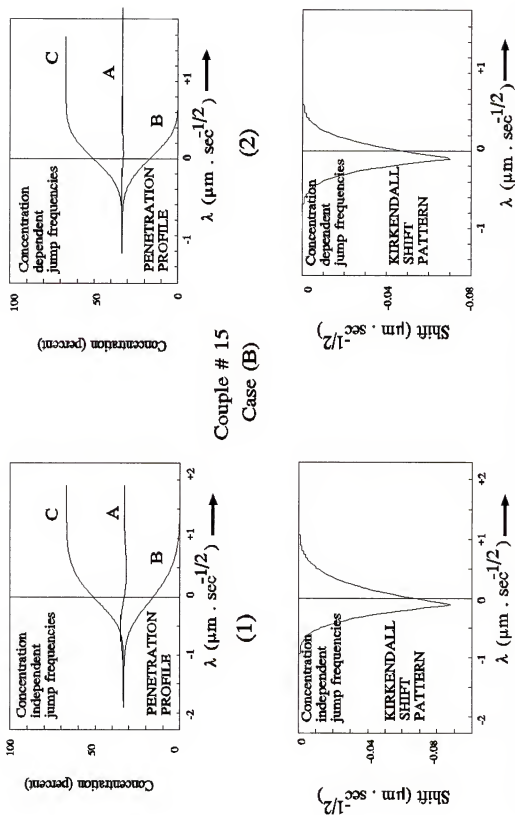 Concentration (percent)
100
50
0
Concentration
independent
jump frequencies
C
A
B
PENETRATION
PROFILE
-2
-1
0
+1
+2
λ (µm . sec-1/2)
(1)
Concentration (percent)
100
50
0
Concentration
dependent
jump frequencies
C
A
B
PENETRATION
PROFILE
-1
0
+1
λ (µm . sec-1/2)
(2)
Couple # 15
Case (B)
Shift (µm . sec-1/2)
0
-0.04
-0.08
Concentration
independent
jump frequencies
KIRKENDALL
SHIFT
PATTERN
-2
-1
0
+1
+2
λ (µm . sec-1/2)
Shift (µm . sec-1/2)
0
-0.04
-0.08
Concentration
dependent
jump frequencies
KIRKENDALL
SHIFT
PATTERN
-1
0
+1
λ (µm . sec-1/2)